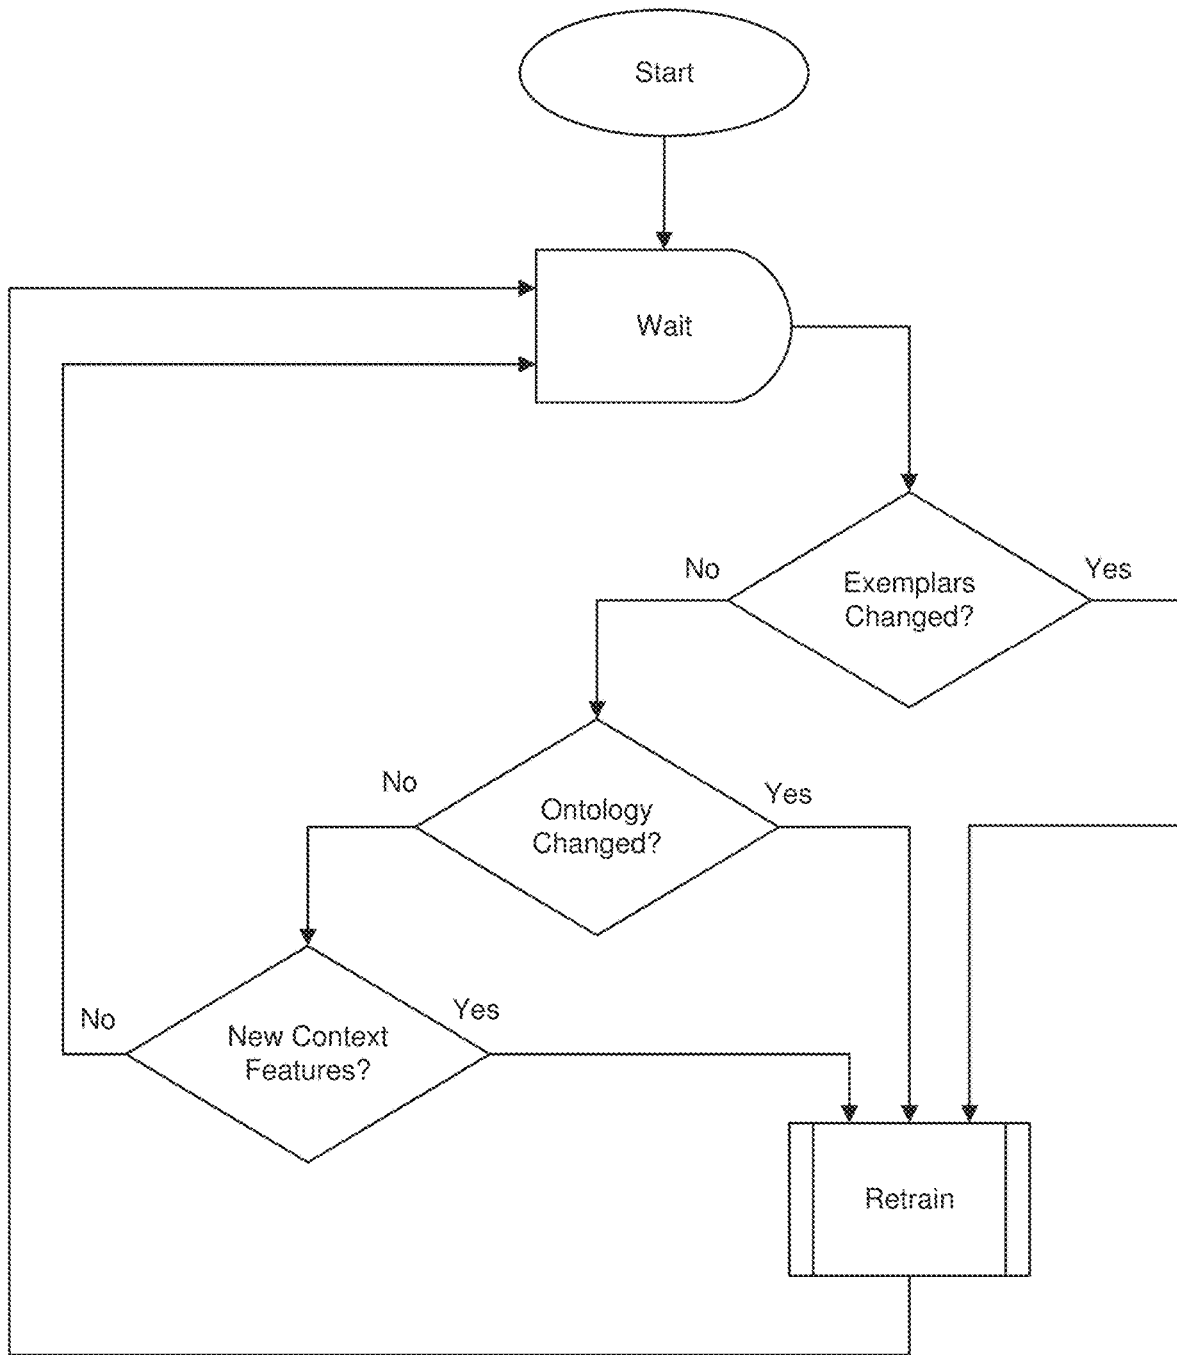 Start
Wait
No
Yes
Exemplars
Changed?
No
Yes
Ontology
Changed?
No
Yes
New Context
Features?
Retrain